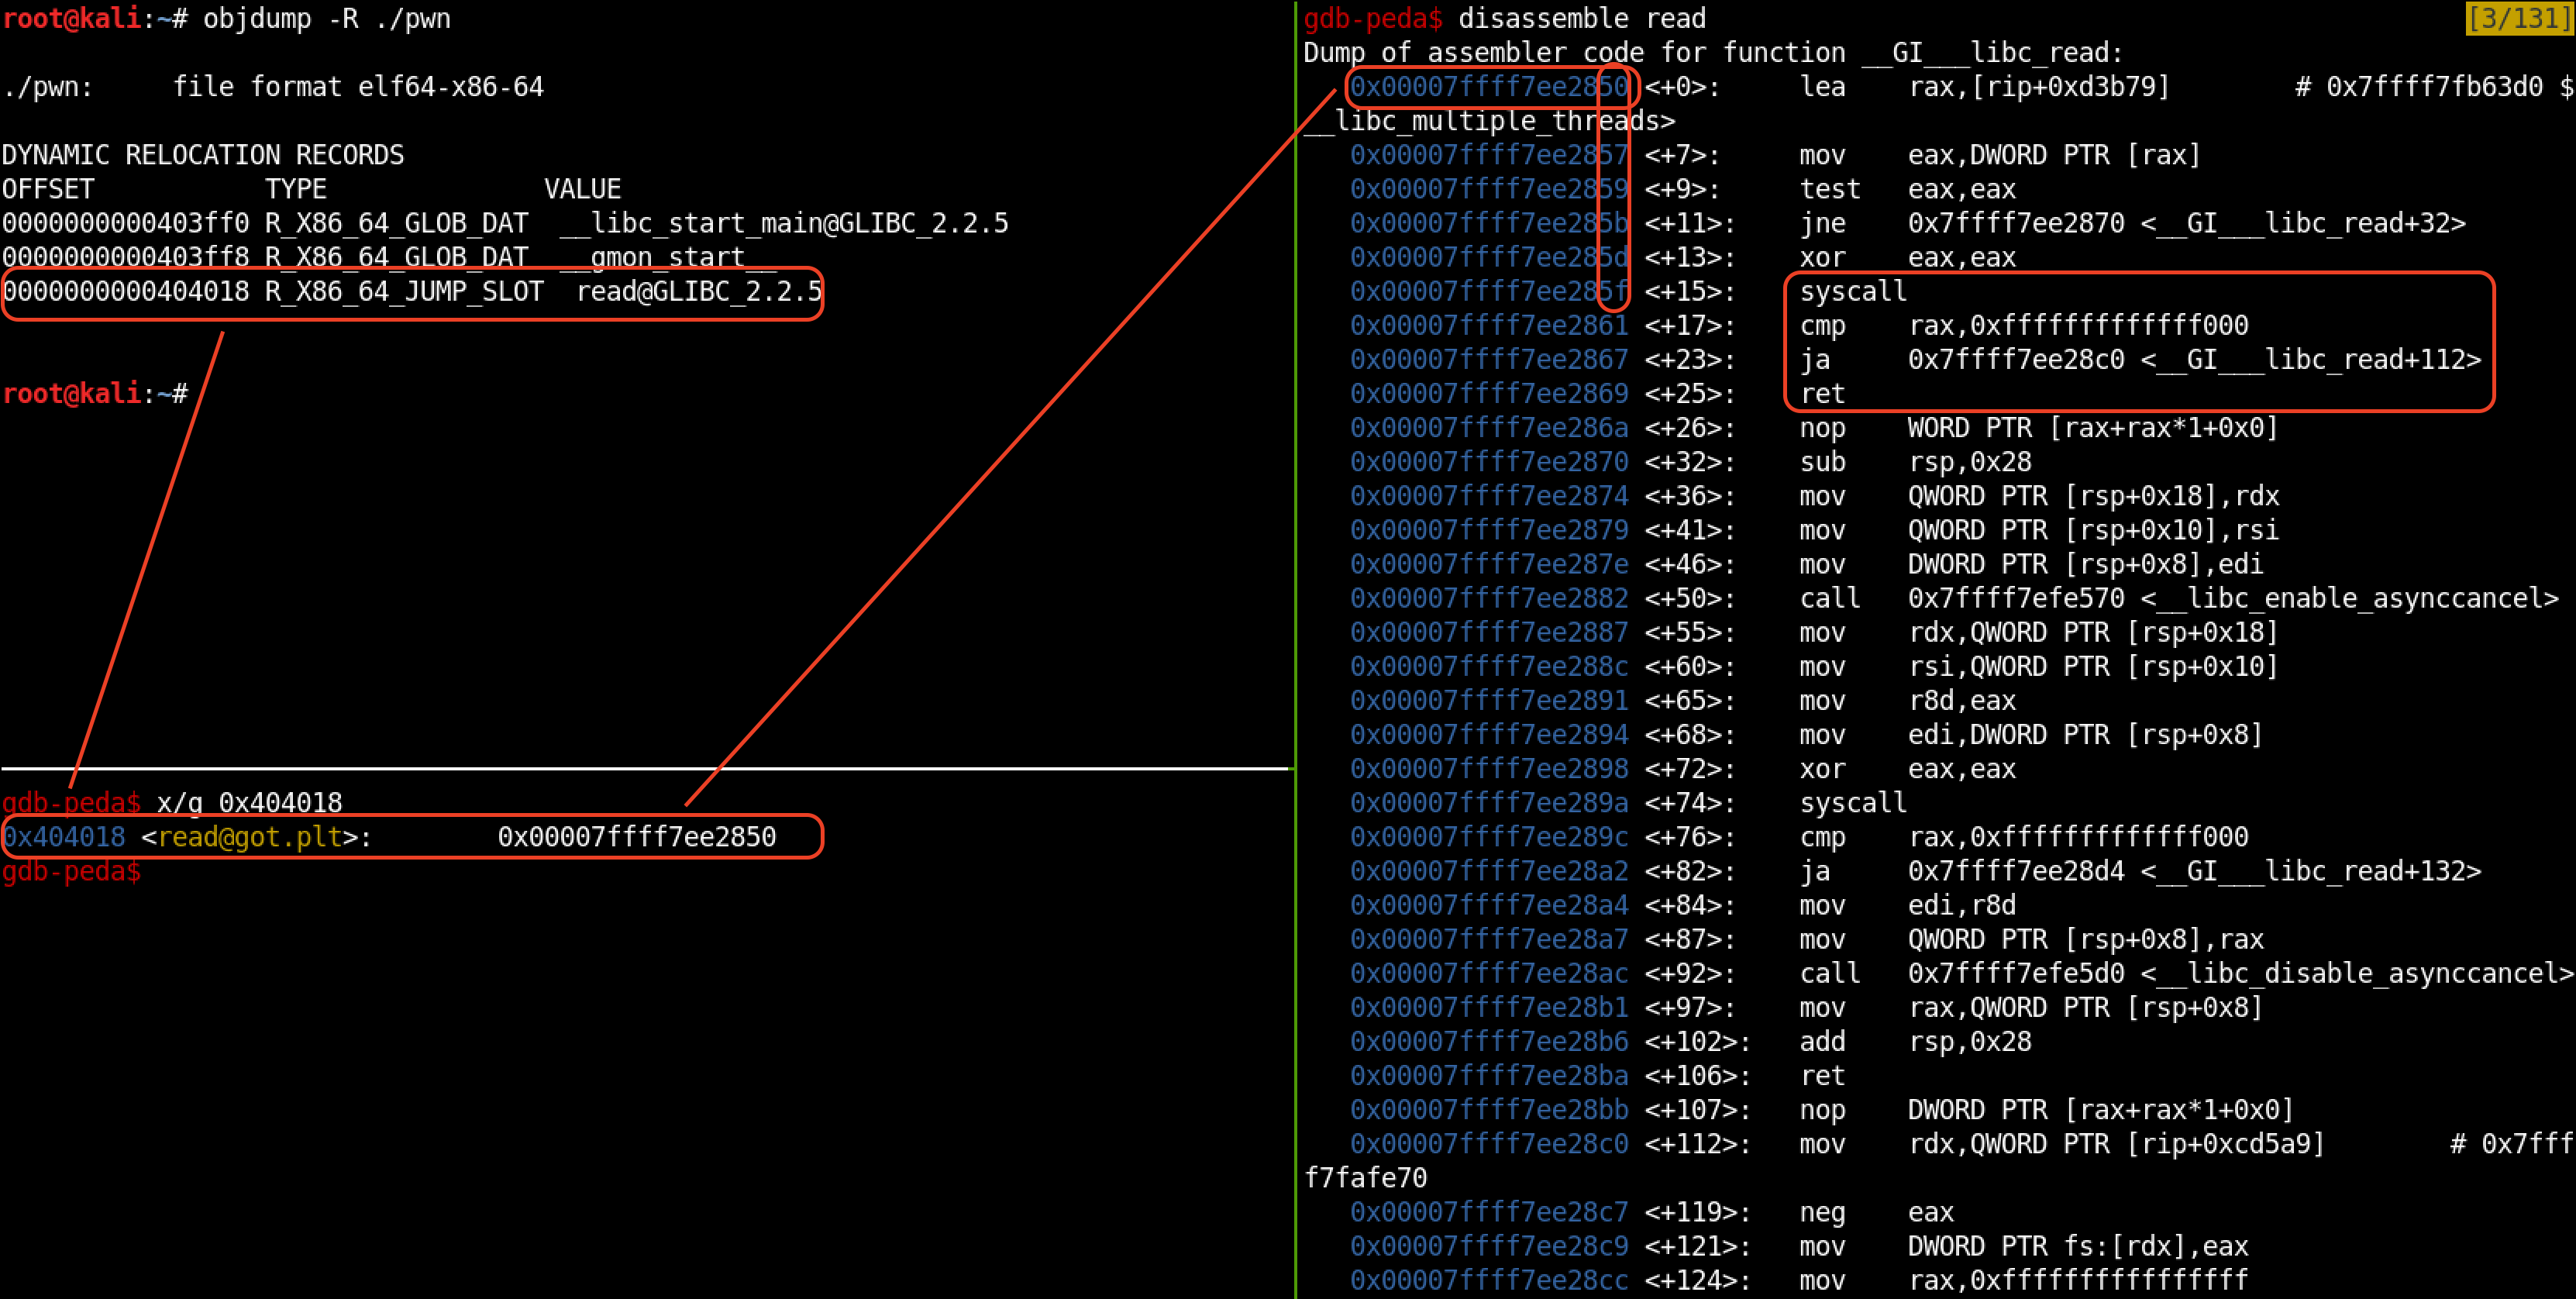 root@kali:~# objdump -R ./pwn
./pwn:     file format elf64-x86-64
DYNAMIC RELOCATION RECORDS
OFFSET           TYPE              VALUE
0000000000403ff0 R_X86_64_GLOB_DAT  __libc_start_main@GLIBC_2.2.5
0000000000403ff8 R_X86_64_GLOB_DAT  __gmon_start__
0000000000404018 R_X86_64_JUMP_SLOT  read@GLIBC_2.2.5
root@kali:~#
gdb-peda$ x/g 0x404018
0x404018 <read@got.plt>:        0x00007ffff7ee2850
gdb-peda$
gdb-peda$ disassemble read
[3/131]
Dump of assembler code for function __GI___libc_read:
   0x00007ffff7ee2850 <+0>:     lea    rax,[rip+0xd3b79]        # 0x7ffff7fb63d0 $
__libc_multiple_threads>
   0x00007ffff7ee2857 <+7>:     mov    eax,DWORD PTR [rax]
   0x00007ffff7ee2859 <+9>:     test   eax,eax
   0x00007ffff7ee285b <+11>:    jne    0x7ffff7ee2870 <__GI___libc_read+32>
   0x00007ffff7ee285d <+13>:    xor    eax,eax
   0x00007ffff7ee285f <+15>:    syscall
   0x00007ffff7ee2861 <+17>:    cmp    rax,0xfffffffffffff000
   0x00007ffff7ee2867 <+23>:    ja     0x7ffff7ee28c0 <__GI___libc_read+112>
   0x00007ffff7ee2869 <+25>:    ret
   0x00007ffff7ee286a <+26>:    nop    WORD PTR [rax+rax*1+0x0]
   0x00007ffff7ee2870 <+32>:    sub    rsp,0x28
   0x00007ffff7ee2874 <+36>:    mov    QWORD PTR [rsp+0x18],rdx
   0x00007ffff7ee2879 <+41>:    mov    QWORD PTR [rsp+0x10],rsi
   0x00007ffff7ee287e <+46>:    mov    DWORD PTR [rsp+0x8],edi
   0x00007ffff7ee2882 <+50>:    call   0x7ffff7efe570 <__libc_enable_asynccancel>
   0x00007ffff7ee2887 <+55>:    mov    rdx,QWORD PTR [rsp+0x18]
   0x00007ffff7ee288c <+60>:    mov    rsi,QWORD PTR [rsp+0x10]
   0x00007ffff7ee2891 <+65>:    mov    r8d,eax
   0x00007ffff7ee2894 <+68>:    mov    edi,DWORD PTR [rsp+0x8]
   0x00007ffff7ee2898 <+72>:    xor    eax,eax
   0x00007ffff7ee289a <+74>:    syscall
   0x00007ffff7ee289c <+76>:    cmp    rax,0xfffffffffffff000
   0x00007ffff7ee28a2 <+82>:    ja     0x7ffff7ee28d4 <__GI___libc_read+132>
   0x00007ffff7ee28a4 <+84>:    mov    edi,r8d
   0x00007ffff7ee28a7 <+87>:    mov    QWORD PTR [rsp+0x8],rax
   0x00007ffff7ee28ac <+92>:    call   0x7ffff7efe5d0 <__libc_disable_asynccancel>
   0x00007ffff7ee28b1 <+97>:    mov    rax,QWORD PTR [rsp+0x8]
   0x00007ffff7ee28b6 <+102>:   add    rsp,0x28
   0x00007ffff7ee28ba <+106>:   ret
   0x00007ffff7ee28bb <+107>:   nop    DWORD PTR [rax+rax*1+0x0]
   0x00007ffff7ee28c0 <+112>:   mov    rdx,QWORD PTR [rip+0xcd5a9]        # 0x7fff
f7fafe70
   0x00007ffff7ee28c7 <+119>:   neg    eax
   0x00007ffff7ee28c9 <+121>:   mov    DWORD PTR fs:[rdx],eax
   0x00007ffff7ee28cc <+124>:   mov    rax,0xffffffffffffffff